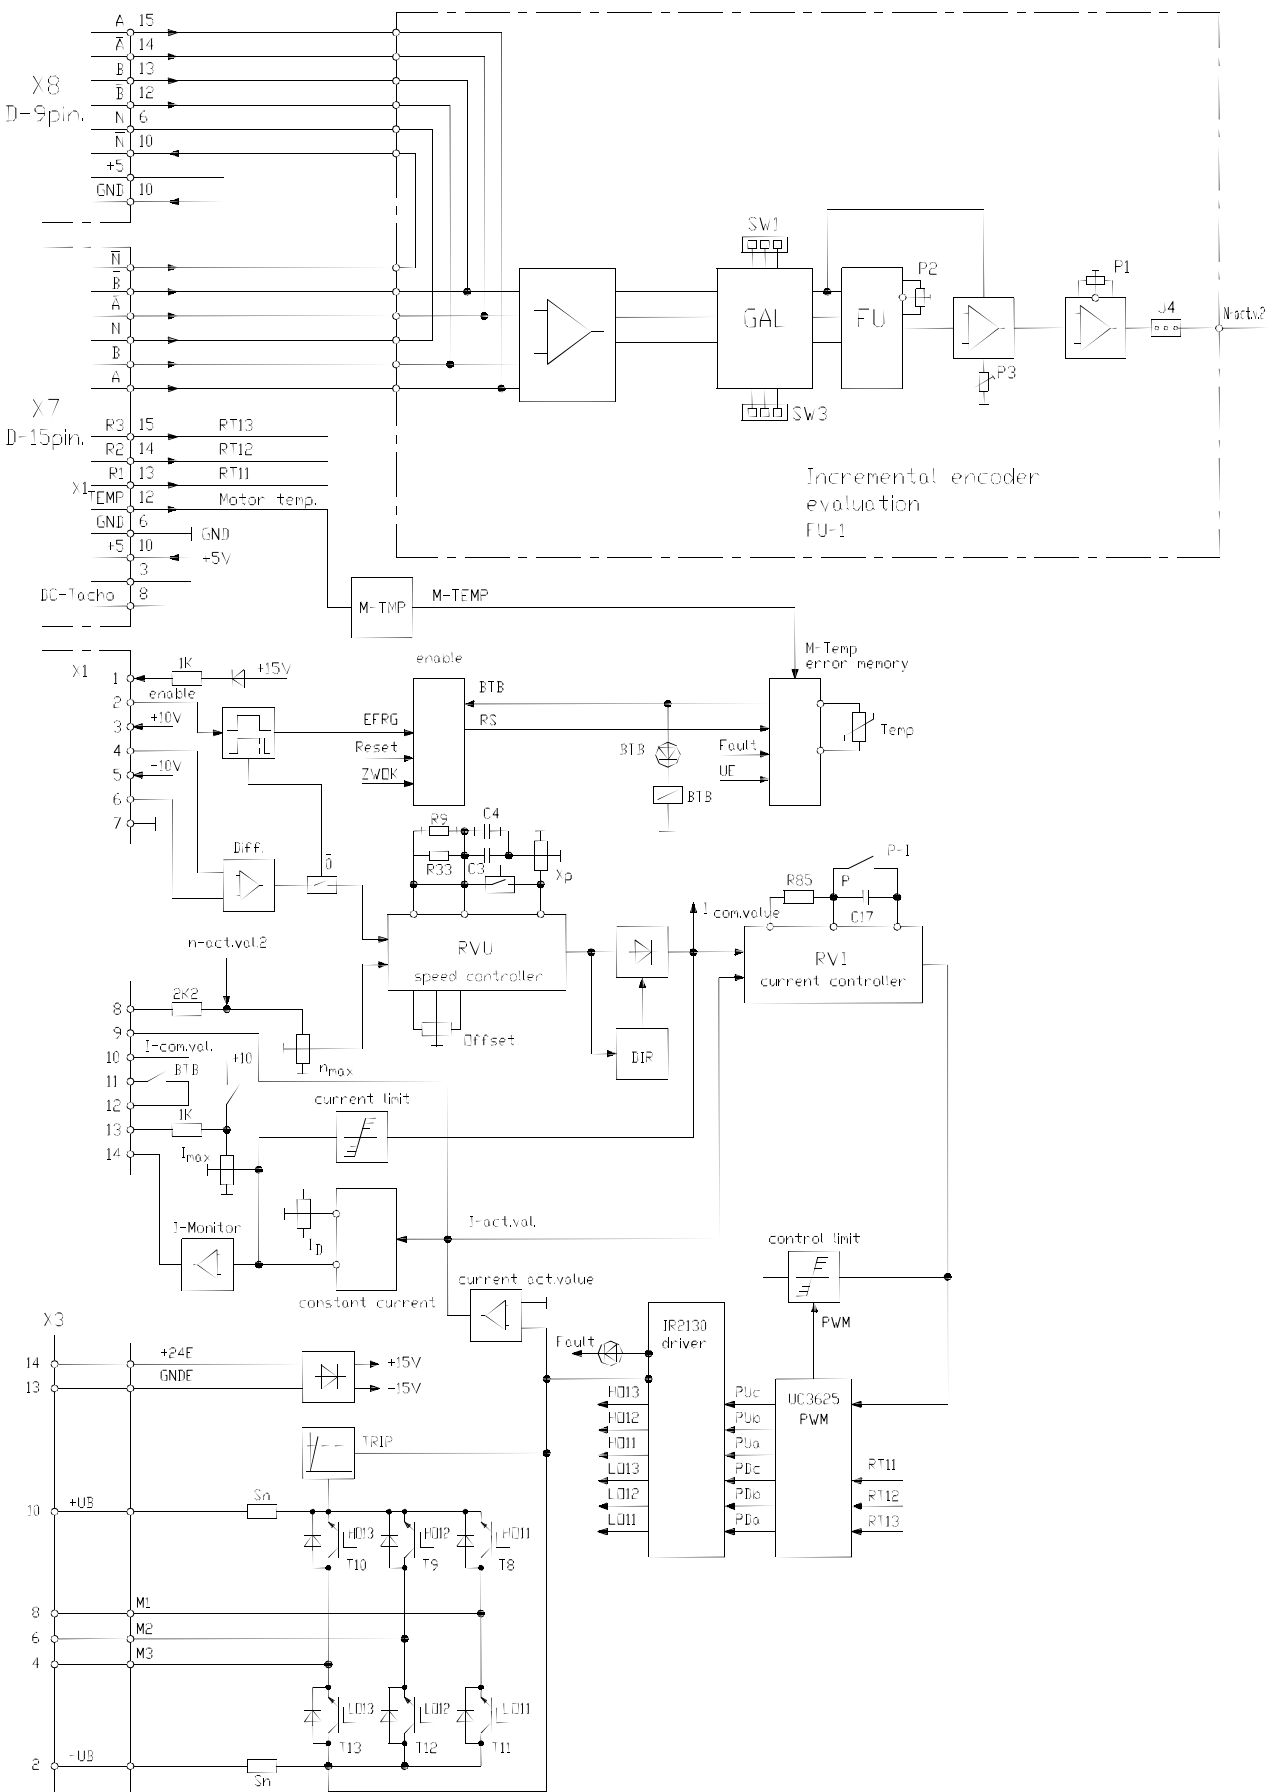 A 15
A̅ 14
B 13
B̅ 12
N 6
N̅ 10
+5
GND 10
X8
D-9pin.
N̅
B̅
A̅
N
B
A
X7
D-15pin.
R3 15 RT13
R2 14 RT12
R1 13 RT11
X1
TEMP 12 Motor temp.
GND 6 GND
+5 10 +5V
3
DC-Tacho 8
SW1
GAL
SW3
FU
P2
P3
P1
J4
N-act.v.2
Incremental encoder
evaluation
FU-1
M-TMP
M-TEMP
M-Temp
error memory
X1
1 1K +15V
2 enable
3 +10V
4
5 -10V
6
7
enable
EFRG
Reset
ZWOK
BTB
RS
BTB
BTB
Fault
UE
Temp
Diff.
0̅
R9
C4
R33
C3
Xp
RVU
speed controller
Offset
n-act.val.2
DIR
I com.value
R85
P-1
P
C17
RV1
current controller
8 2K2
9
10 I-com.val.
11 BTB
12
13 1K
14
+10
n max
current limit
I max
I-Monitor
I D
constant current
I-act.val.
current act.value
control limit
PWM
X3
14 +24E
13 GNDE
+15V
-15V
TRIP
Fault
IR2130
driver
UC3625
PWM
HO13 PUc
HO12 PUb
HO11 PUa
LO13 PDc RT11
LO12 PDb RT12
LO11 PDa RT13
10 +UB Sn
HO13 HO12 HO11
T10 T9 T8
8 M1
6 M2
4 M3
LO13 LO12 LO11
T13 T12 T11
2 -UB
Sn